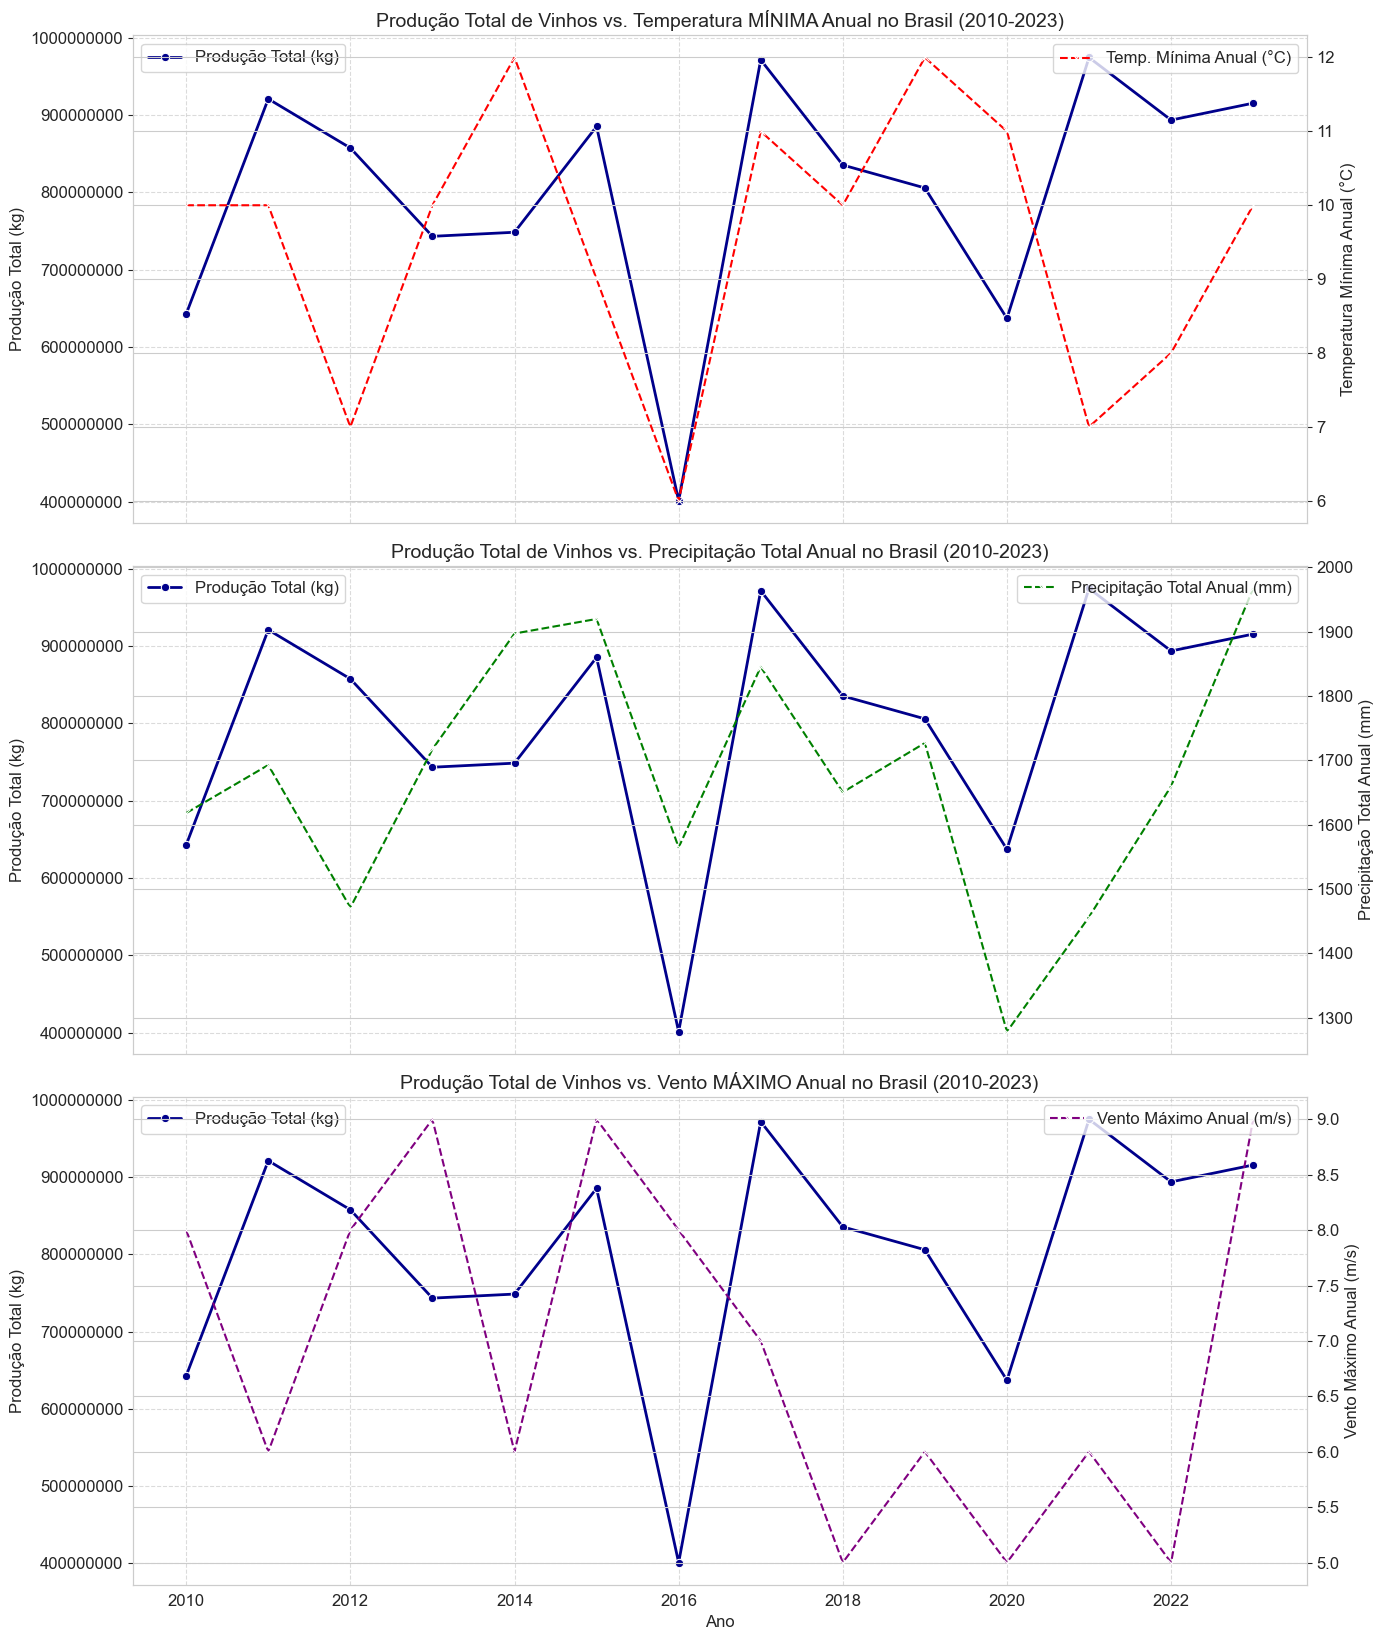 Produção Total de Vinhos vs. Temperatura MÍNIMA Anual no Brasil (2010-2023)
Produção Total (kg)
Temp. Mínima Anual (°C)
1000000000
900000000
800000000
700000000
600000000
500000000
400000000
Produção Total (kg)
12
11
10
9
8
7
6
Temperatura Mínima Anual (°C)
Produção Total de Vinhos vs. Precipitação Total Anual no Brasil (2010-2023)
Produção Total (kg)
Precipitação Total Anual (mm)
1000000000
900000000
800000000
700000000
600000000
500000000
400000000
Produção Total (kg)
2000
1900
1800
1700
1600
1500
1400
1300
Precipitação Total Anual (mm)
Produção Total de Vinhos vs. Vento MÁXIMO Anual no Brasil (2010-2023)
Produção Total (kg)
Vento Máximo Anual (m/s)
1000000000
900000000
800000000
700000000
600000000
500000000
400000000
Produção Total (kg)
9.0
8.5
8.0
7.5
7.0
6.5
6.0
5.5
5.0
Vento Máximo Anual (m/s)
2010 2012 2014 2016 2018 2020 2022
Ano